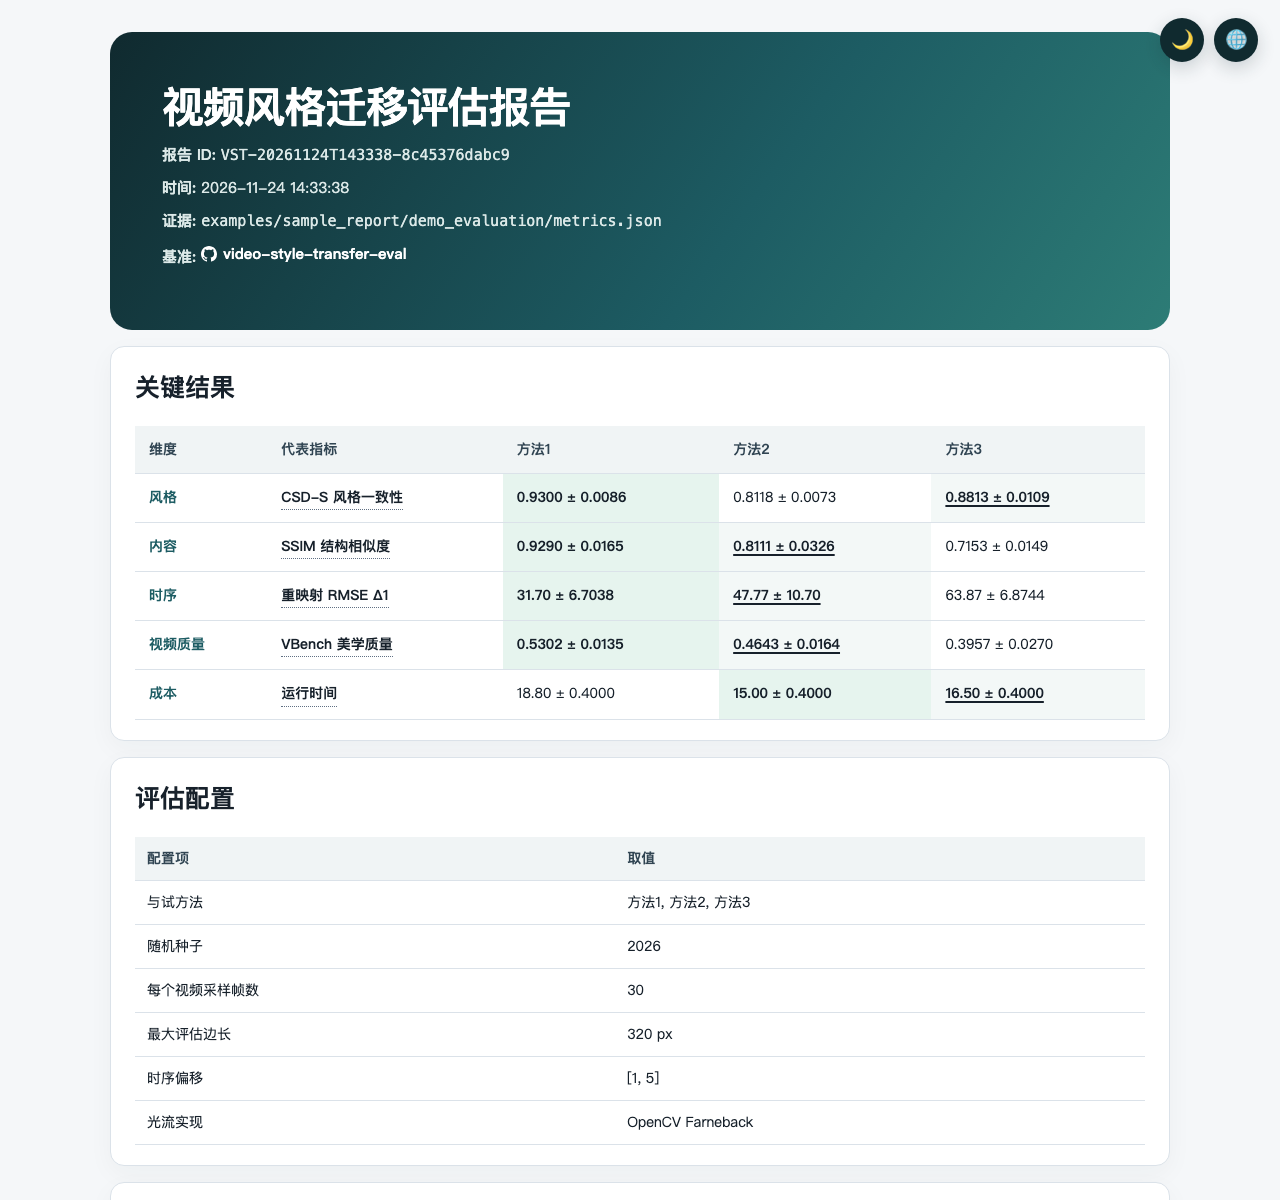 视频风格迁移评估报告
报告 ID: VST-20261124T143338-8c45376dabc9
时间: 2026-11-24 14:33:38
证据: examples/sample_report/demo_evaluation/metrics.json
基准: video-style-transfer-eval
关键结果
维度 代表指标 方法1 方法2 方法3
风格 CSD-S 风格一致性 0.9300 ± 0.0086 0.8118 ± 0.0073 0.8813 ± 0.0109
内容 SSIM 结构相似度 0.9290 ± 0.0165 0.8111 ± 0.0326 0.7153 ± 0.0149
时序 重映射 RMSE Δ1 31.70 ± 6.7038 47.77 ± 10.70 63.87 ± 6.8744
视频质量 VBench 美学质量 0.5302 ± 0.0135 0.4643 ± 0.0164 0.3957 ± 0.0270
成本 运行时间 18.80 ± 0.4000 15.00 ± 0.4000 16.50 ± 0.4000
评估配置
配置项 取值
与试方法 方法1, 方法2, 方法3
随机种子 2026
每个视频采样帧数 30
最大评估边长 320 px
时序偏移 [1, 5]
光流实现 OpenCV Farneback